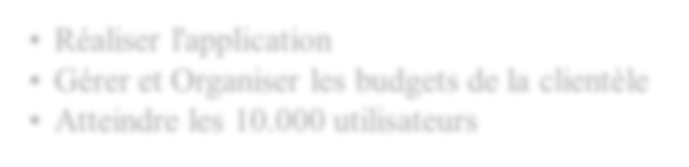 • Réaliser l'application
• Gérer et Organiser les budgets de la clientèle
• Atteindre les 10.000 utilisateurs